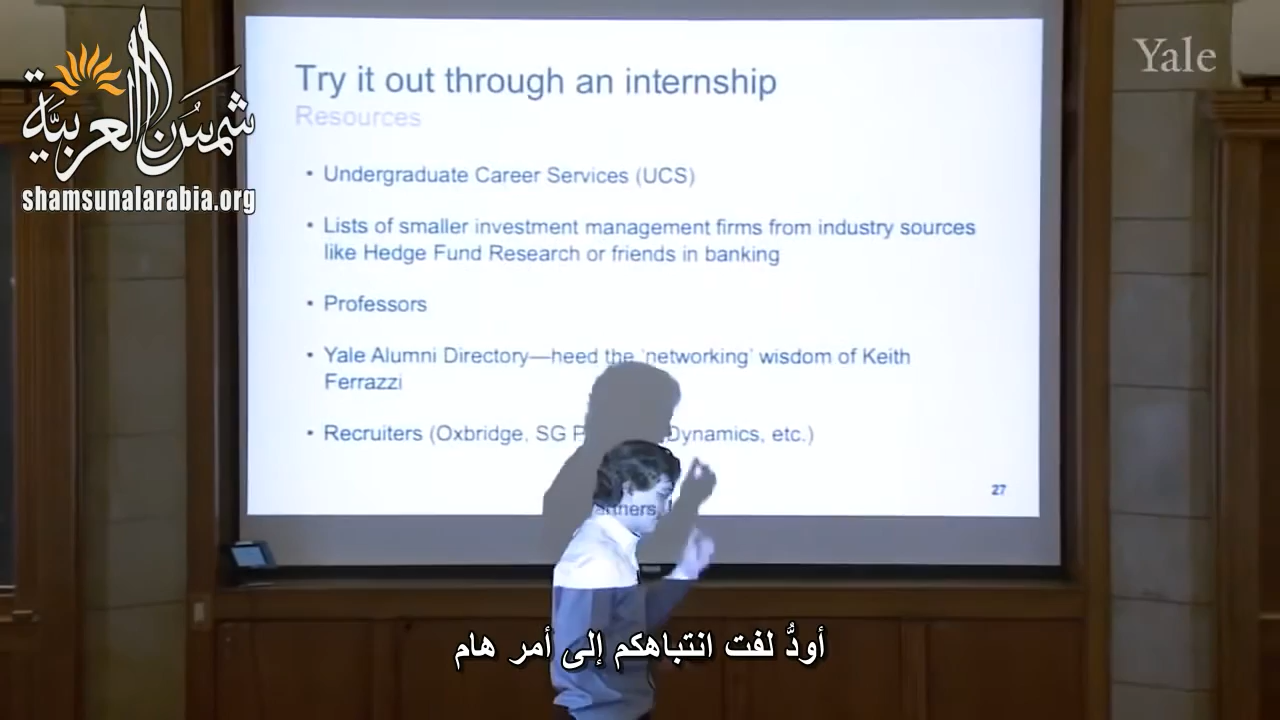 Yale
شمس العربية
shamsunalarabia.org
Try it out through an internship
Resources
• Undergraduate Career Services (UCS)
• Lists of smaller investment management firms from industry sources
like Hedge Fund Research or friends in banking
• Professors
• Yale Alumni Directory—heed the 'networking' wisdom of Keith
Ferrazzi
• Recruiters (Oxbridge, SG Dynamics, etc.)
27
أودُّ لفت انتباهكم إلى أمر هام